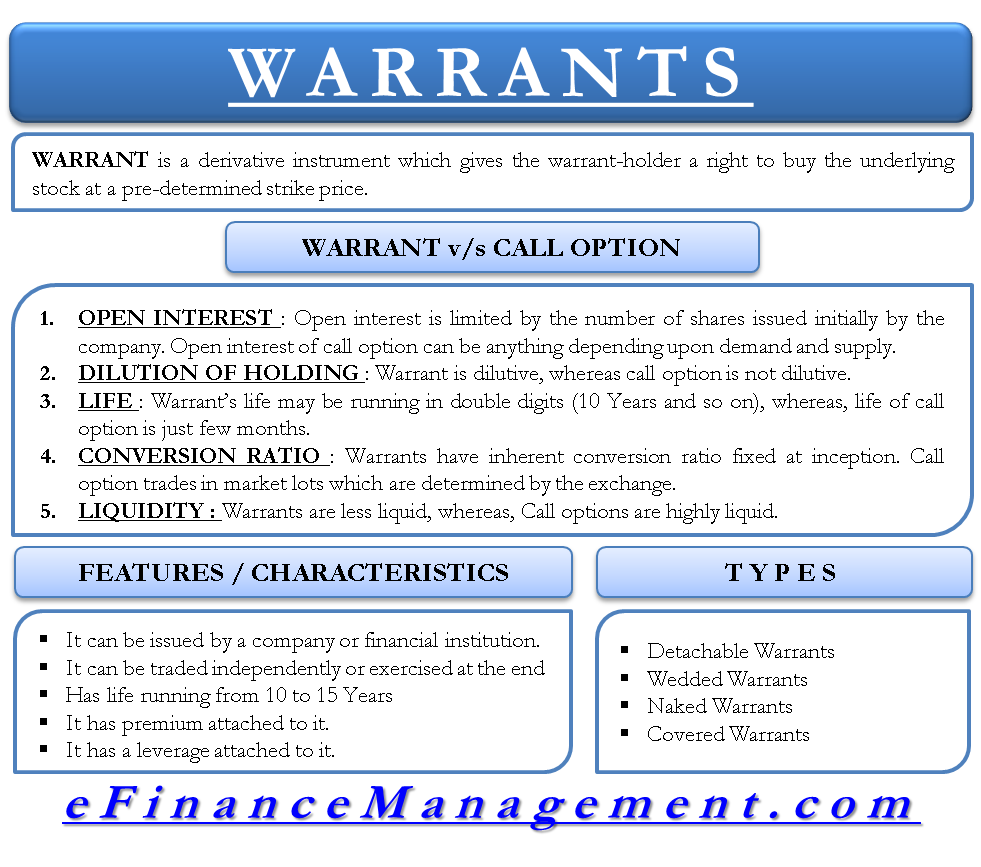 WARRANTS
WARRANT is a derivative instrument which gives the warrant-holder a right to buy the underlying
stock at a pre-determined strike price.
WARRANT v/s CALL OPTION
1. OPEN INTEREST : Open interest is limited by the number of shares issued initially by the
company. Open interest of call option can be anything depending upon demand and supply.
2. DILUTION OF HOLDING : Warrant is dilutive, whereas call option is not dilutive.
3. LIFE : Warrant's life may be running in double digits (10 Years and so on), whereas, life of call
option is just few months.
4. CONVERSION RATIO : Warrants have inherent conversion ratio fixed at inception. Call
option trades in market lots which are determined by the exchange.
5. LIQUIDITY : Warrants are less liquid, whereas, Call options are highly liquid.
FEATURES / CHARACTERISTICS
▪ It can be issued by a company or financial institution.
▪ It can be traded independently or exercised at the end
▪ Has life running from 10 to 15 Years
▪ It has premium attached to it.
▪ It has a leverage attached to it.
TYPES
▪ Detachable Warrants
▪ Wedded Warrants
▪ Naked Warrants
▪ Covered Warrants
eFinanceManagement.com